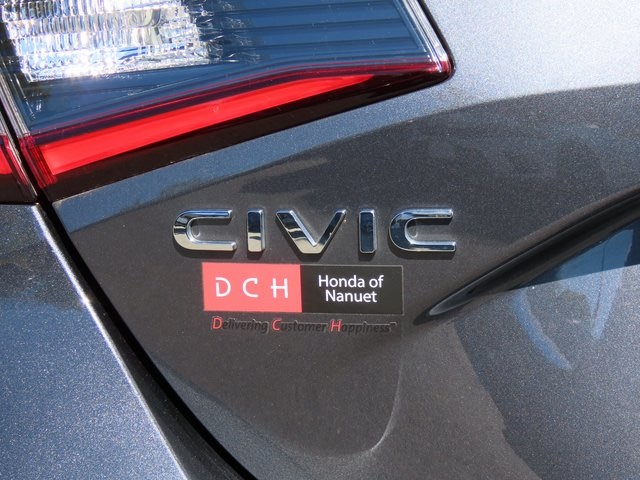 CIVIC
DCH
Honda of
Nanuet
Delivering Customer Happiness